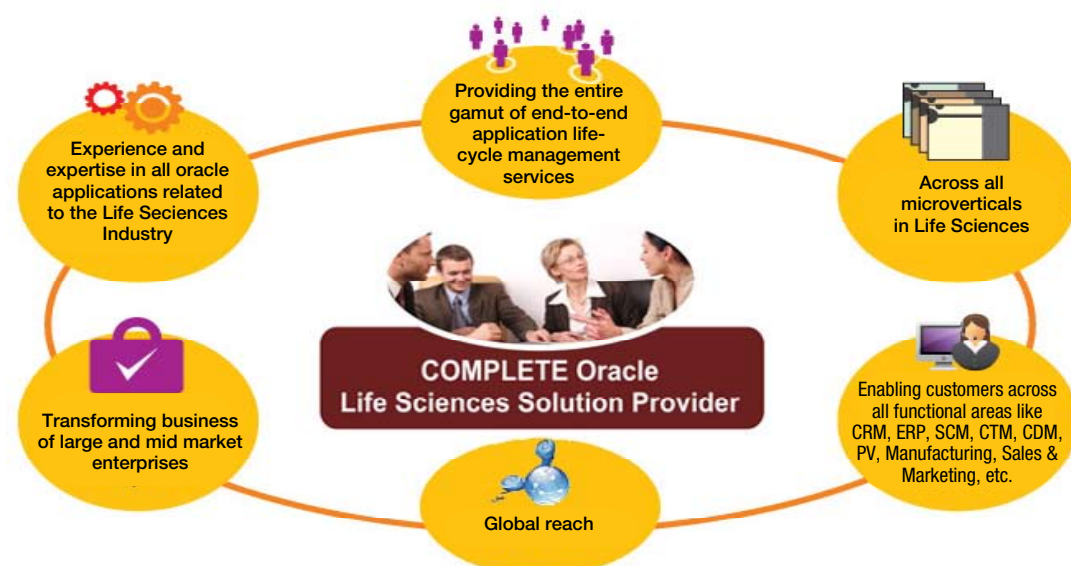 Providing the entire
gamut of end-to-end
application life-
cycle management
services
Experience and
expertise in all oracle
applications related
to the Life Seciences
Industry
Across all
microverticals
in Life Sciences
COMPLETE Oracle
Life Sciences Solution Provider
Transforming business
of large and mid market
enterprises
Enabling customers across
all functional areas like
CRM, ERP, SCM, CTM, CDM,
PV, Manufacturing, Sales &
Marketing, etc.
Global reach